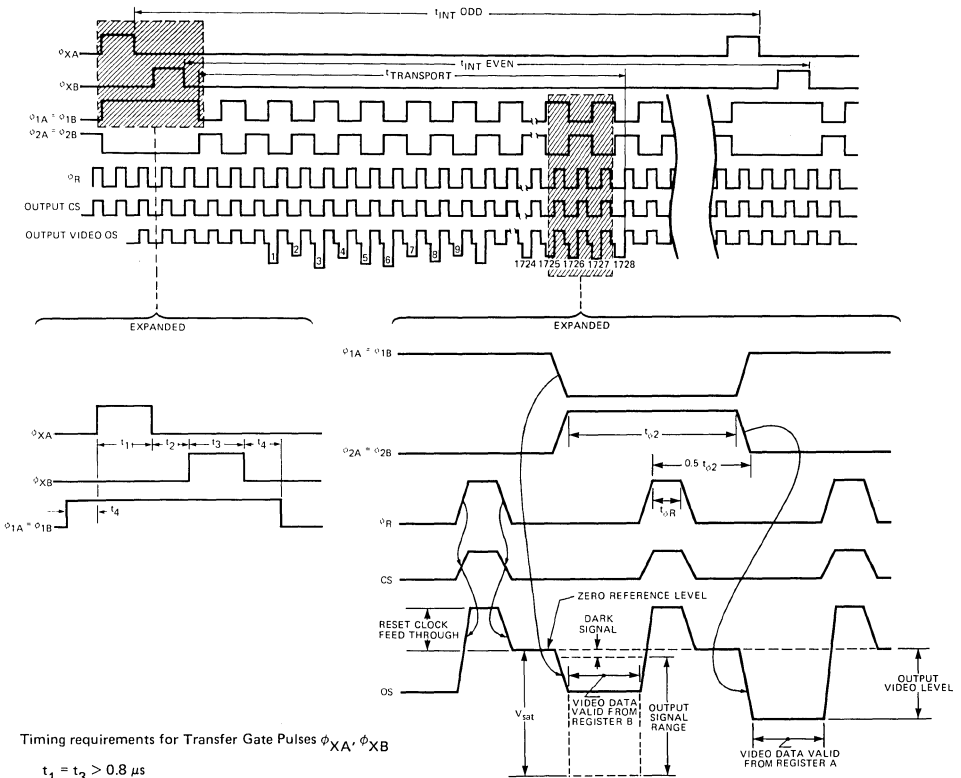 tINT ODD
φXA
tINT EVEN
φXB
tTRANSPORT
φ1A = φ1B
φ2A = φ2B
φR
OUTPUT CS
OUTPUT VIDEO OS
1 2 3 4 5 6 7 8 9 1724 1725 1726 1727 1728
EXPANDED
EXPANDED
φXA
t1 t2 t3 t4
φXB
φ1A = φ1B
t4
φ1A = φ1B
φ2A = φ2B
tφ2
0.5 tφ2
φR
tφR
CS
ZERO REFERENCE LEVEL
RESET CLOCK
FEED THROUGH
DARK
SIGNAL
OS
Vsat
VIDEO DATA
VALID FROM
REGISTER B
OUTPUT
SIGNAL
RANGE
OUTPUT
VIDEO LEVEL
VIDEO DATA VALID
FROM REGISTER A
Timing requirements for Transfer Gate Pulses φXA, φXB
t1 = t3 > 0.8 μs